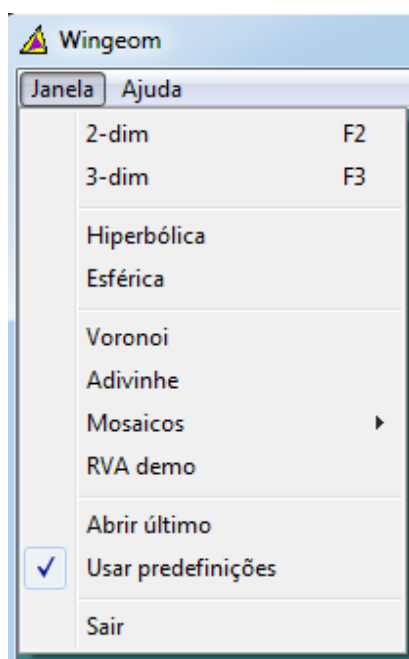 Wingeom
Janela Ajuda
2-dim F2
3-dim F3
Hiperbólica
Esférica
Voronoi
Adivinhe
Mosaicos
RVA demo
Abrir último
Usar predefinições
Sair